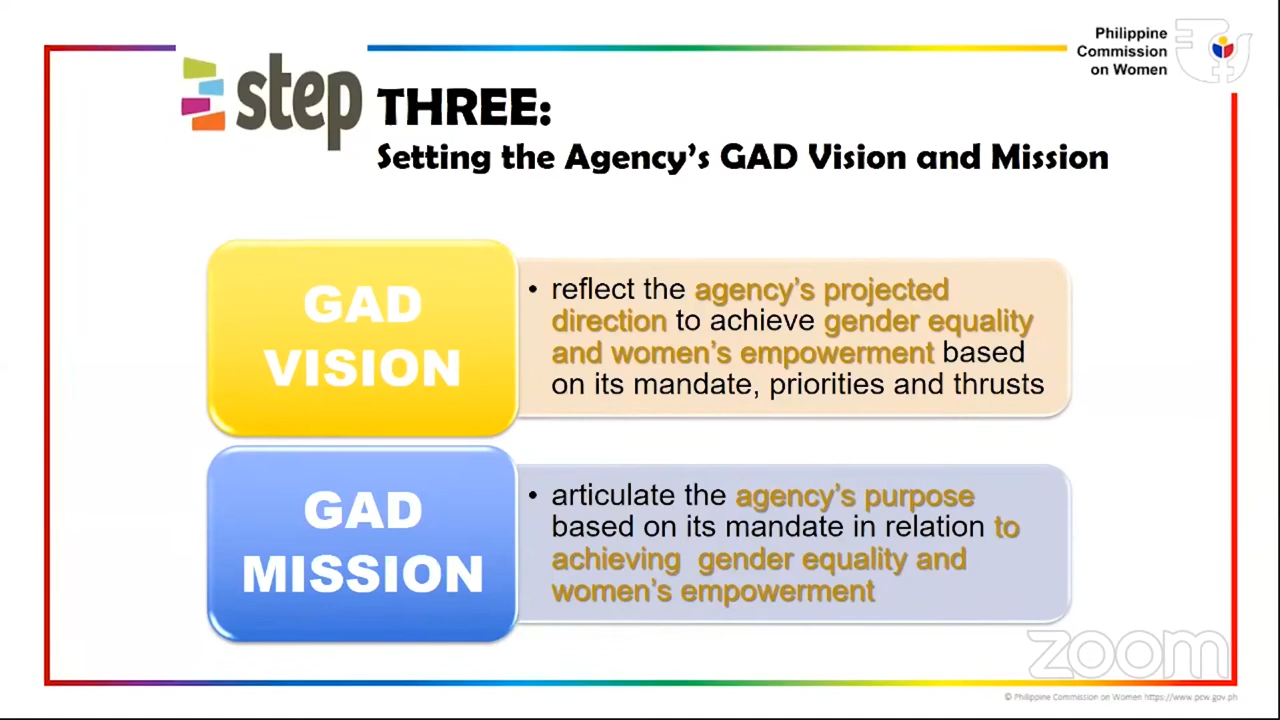 Philippine
Commission
on Women
step THREE:
Setting the Agency's GAD Vision and Mission
GAD
VISION
• reflect the agency's projected
direction to achieve gender equality
and women's empowerment based
on its mandate, priorities and thrusts
GAD
MISSION
• articulate the agency's purpose
based on its mandate in relation to
achieving gender equality and
women's empowerment
zoom
© Philippine Commission on Women https://www.pcw.gov.ph